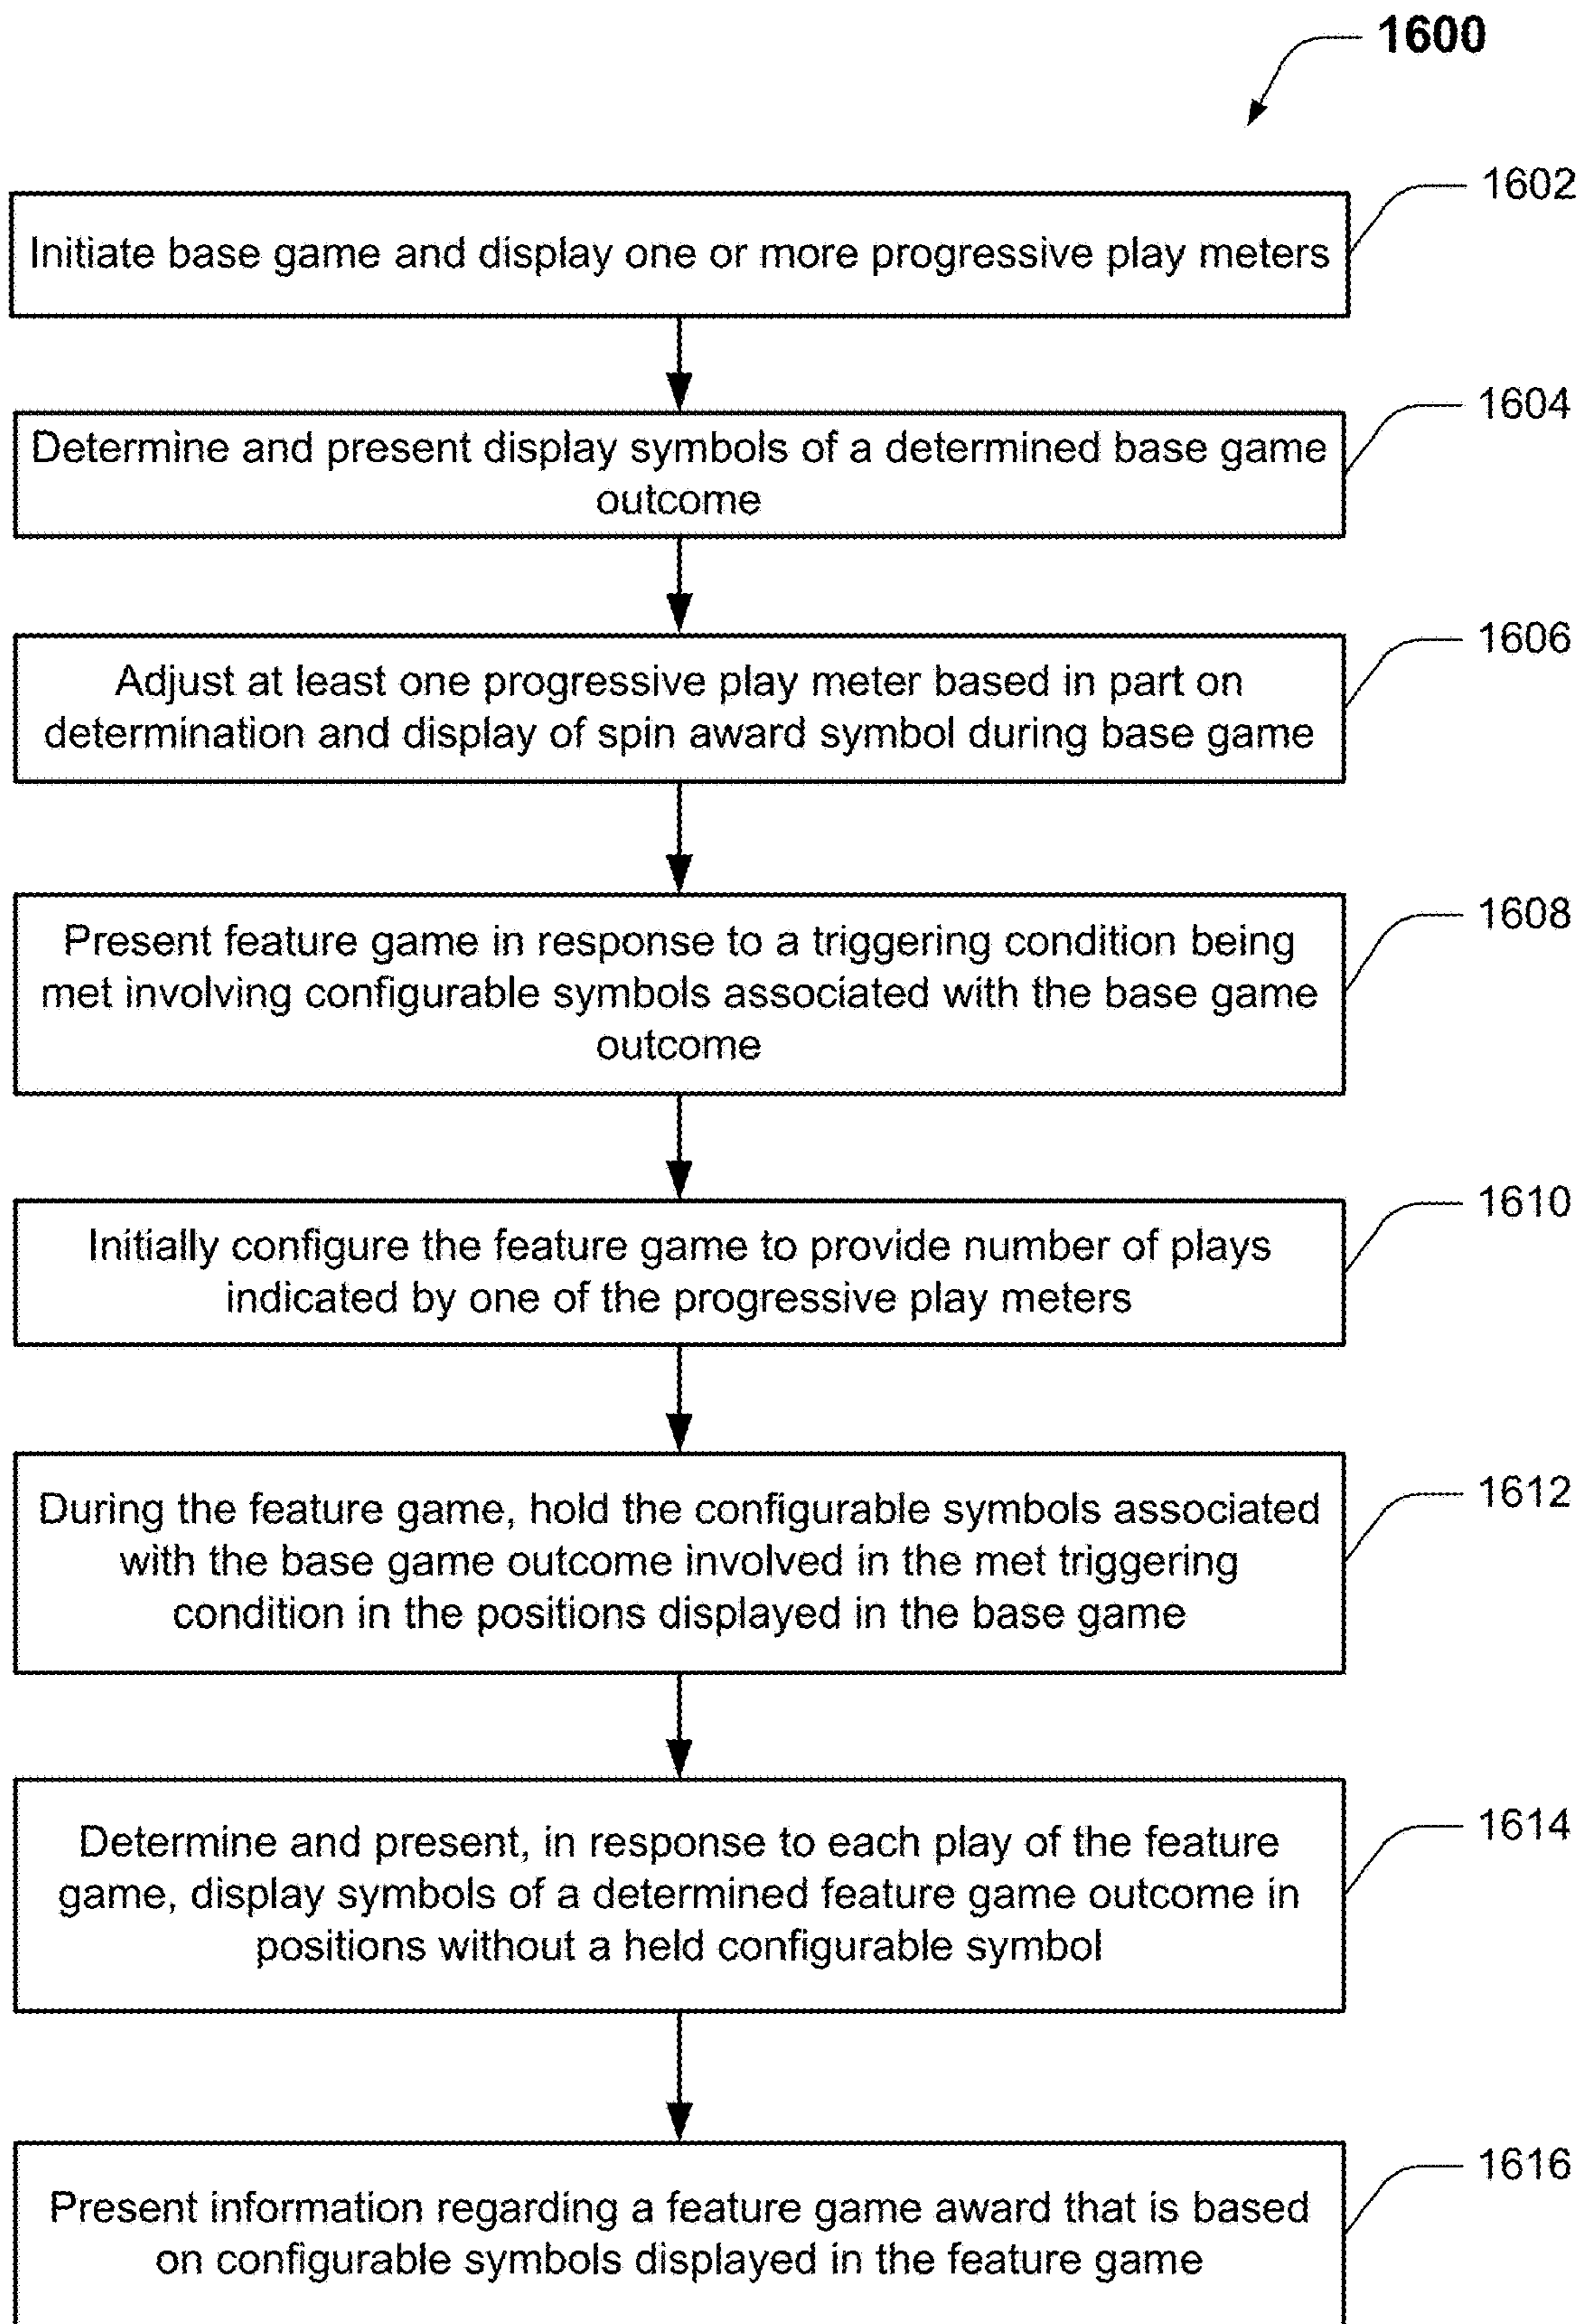 1600
1602
Initiate base game and display one or more progressive play meters
1604
Determine and present display symbols of a determined base game
outcome
1606
Adjust at least one progressive play meter based in part on
determination and display of spin award symbol during base game
1608
Present feature game in response to a triggering condition being
met involving configurable symbols associated with the base game
outcome
1610
Initially configure the feature game to provide number of plays
indicated by one of the progressive play meters
1612
During the feature game, hold the configurable symbols associated
with the base game outcome involved in the met triggering
condition in the positions displayed in the base game
1614
Determine and present, in response to each play of the feature
game, display symbols of a determined feature game outcome in
positions without a held configurable symbol
1616
Present information regarding a feature game award that is based
on configurable symbols displayed in the feature game